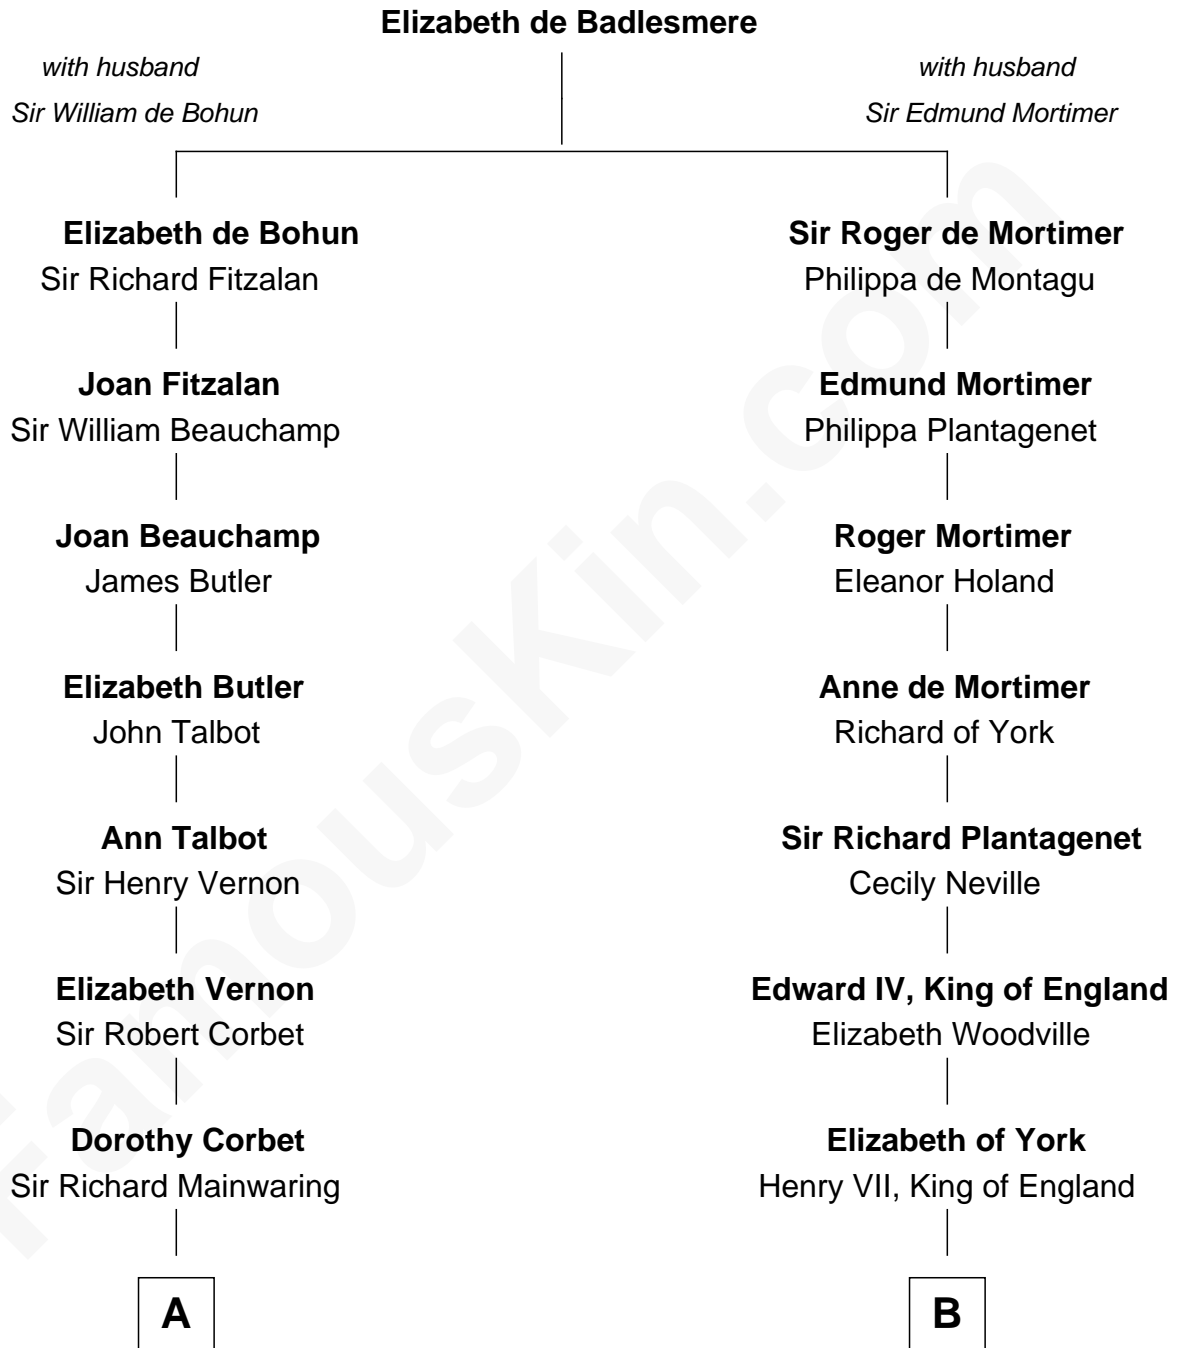 Elizabeth de Badlesmere
with husband
Sir William de Bohun
with husband
Sir Edmund Mortimer
Elizabeth de Bohun
Sir Richard Fitzalan
Sir Roger de Mortimer
Philippa de Montagu
Joan Fitzalan
Sir William Beauchamp
Edmund Mortimer
Philippa Plantagenet
Joan Beauchamp
James Butler
Roger Mortimer
Eleanor Holand
Elizabeth Butler
John Talbot
Anne de Mortimer
Richard of York
Ann Talbot
Sir Henry Vernon
Sir Richard Plantagenet
Cecily Neville
Elizabeth Vernon
Sir Robert Corbet
Edward IV, King of England
Elizabeth Woodville
Dorothy Corbet
Sir Richard Mainwaring
Elizabeth of York
Henry VII, King of England
A
B
FamousKin.com